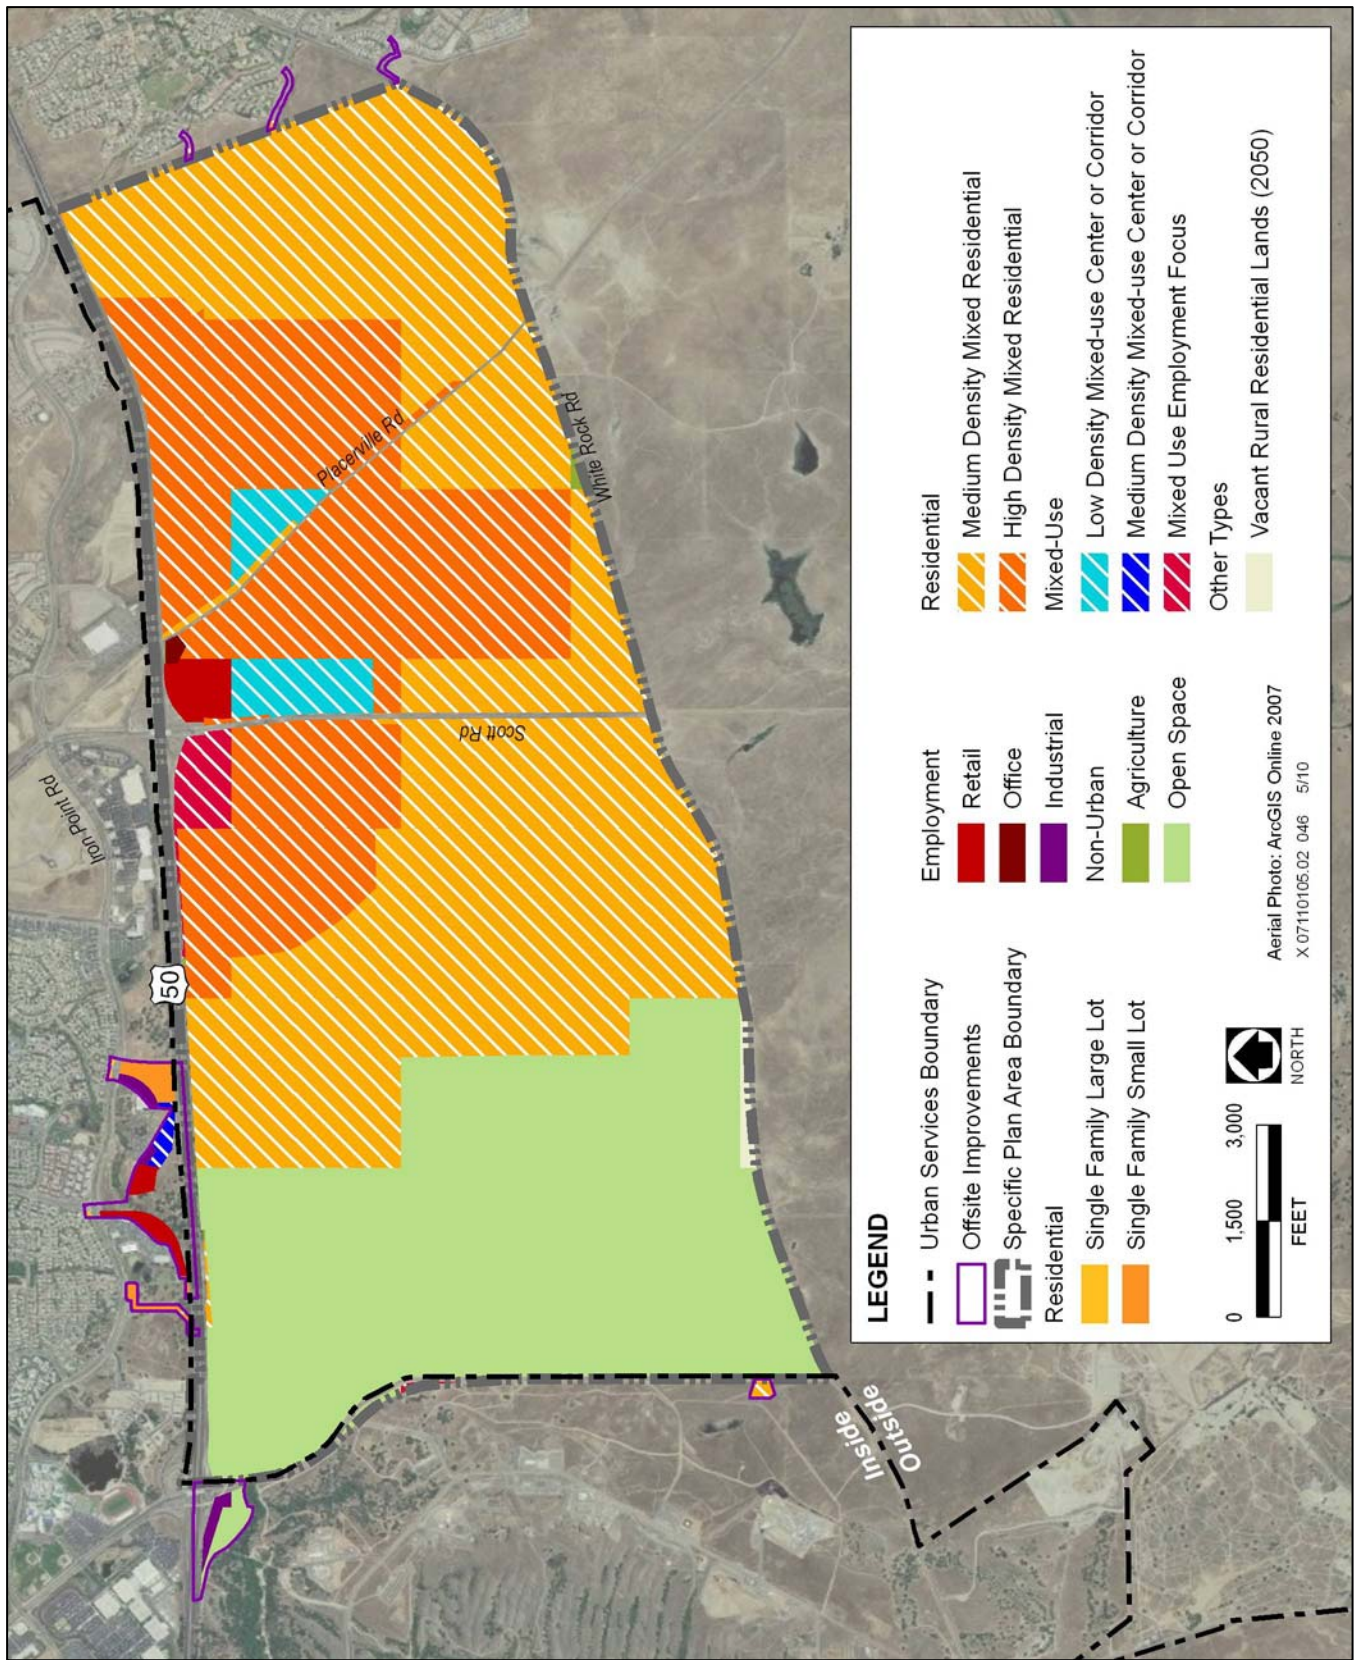 50
Iron Point Rd
Placerville Rd
Scott Rd
White Rock Rd
Inside
Outside
LEGEND
Urban Services Boundary
Offsite Improvements
Specific Plan Area Boundary
Residential
Single Family Large Lot
Single Family Small Lot
Employment
Retail
Office
Industrial
Non-Urban
Agriculture
Open Space
Residential
Medium Density Mixed Residential
High Density Mixed Residential
Mixed-Use
Low Density Mixed-use Center or Corridor
Medium Density Mixed-use Center or Corridor
Mixed Use Employment Focus
Other Types
Vacant Rural Residential Lands (2050)
0 1,500 3,000
FEET
NORTH
Aerial Photo: ArcGIS Online 2007
X 07110105.02 046 5/10